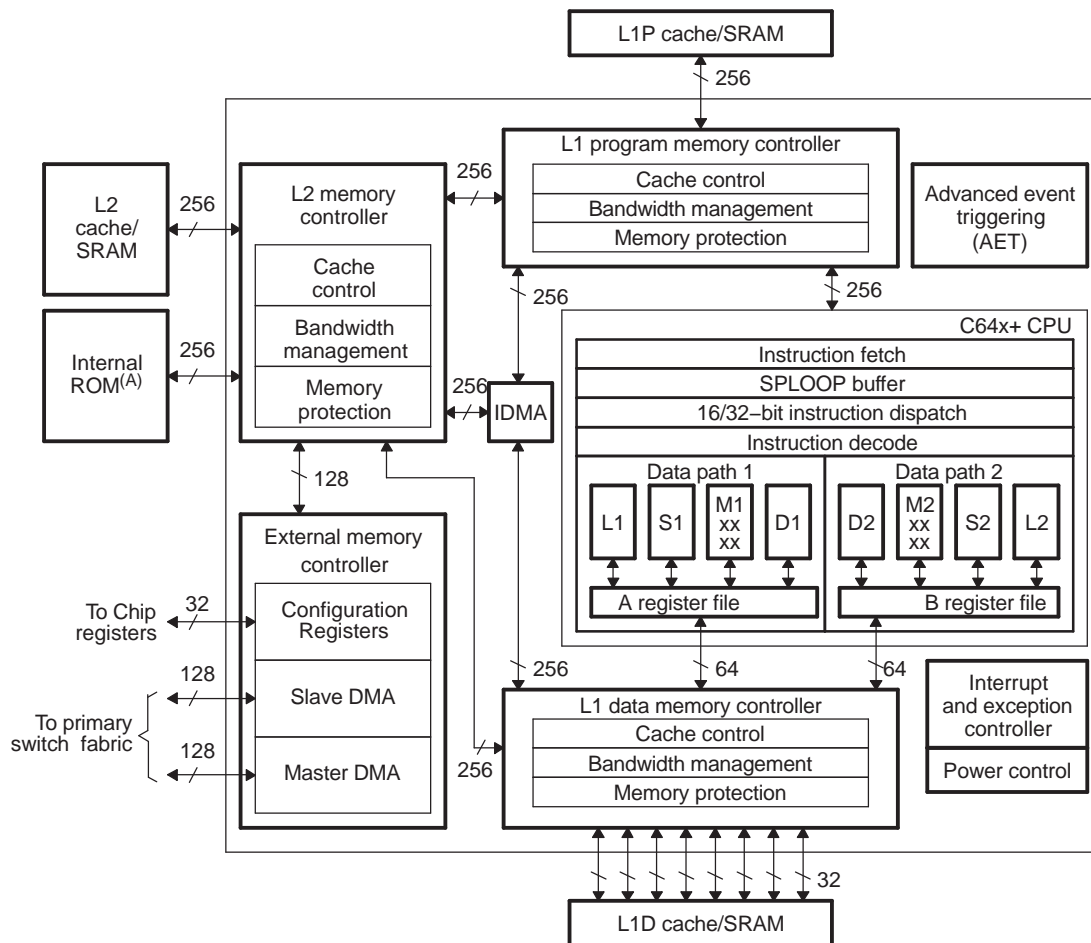 L1P cache/SRAM
256
L1 program memory controller
Cache control
Bandwidth management
Memory protection
Advanced event
triggering
(AET)
L2
cache/
SRAM
256
L2 memory
controller
Cache
control
Bandwidth
management
Memory
protection
256
Internal
ROM(A)
256
256
256
256
IDMA
C64x+ CPU
Instruction fetch
SPLOOP buffer
16/32–bit instruction dispatch
Instruction decode
Data path 1
L1
S1
M1
xx
xx
D1
A register file
Data path 2
D2
M2
xx
xx
S2
L2
B register file
128
External memory
controller
Configuration
Registers
Slave DMA
Master DMA
To Chip
registers
32
128
To primary
switch fabric
128
256
256
64
64
L1 data memory controller
Cache control
Bandwidth management
Memory protection
Interrupt
and exception
controller
Power control
32
L1D cache/SRAM